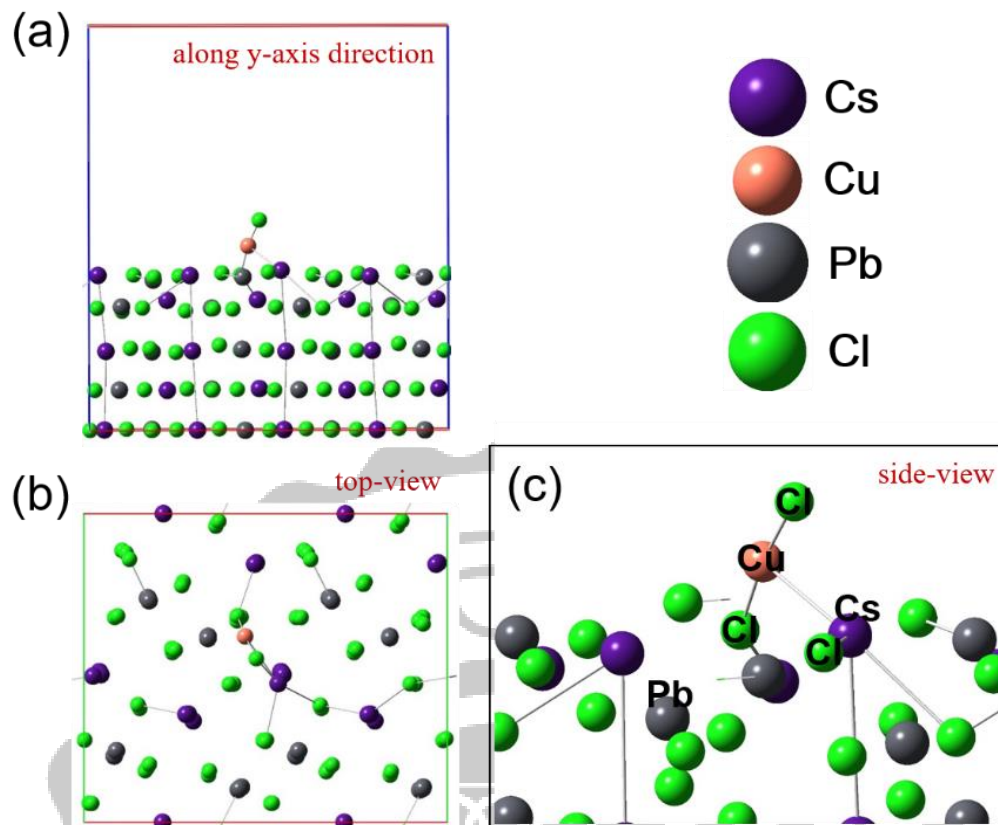 (a)
along y-axis direction
Cs
Cu
Pb
Cl
(b)
top-view
(c)
side-view
Cl
Cu
Cs
Cl
Cl
Pb